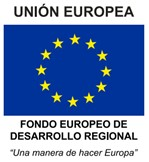 UNIÓN EUROPEA
FONDO EUROPEO DE
DESARROLLO REGIONAL
“Una manera de hacer Europa”